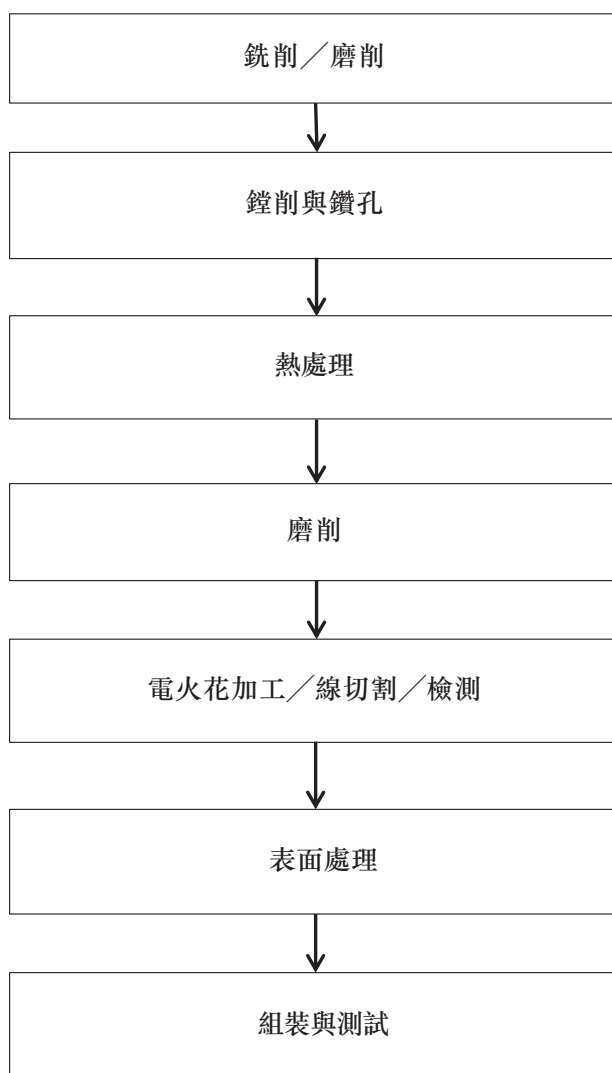 銑削／磨削
鏜削與鑽孔
熱處理
磨削
電火花加工／線切割／檢測
表面處理
組裝與測試